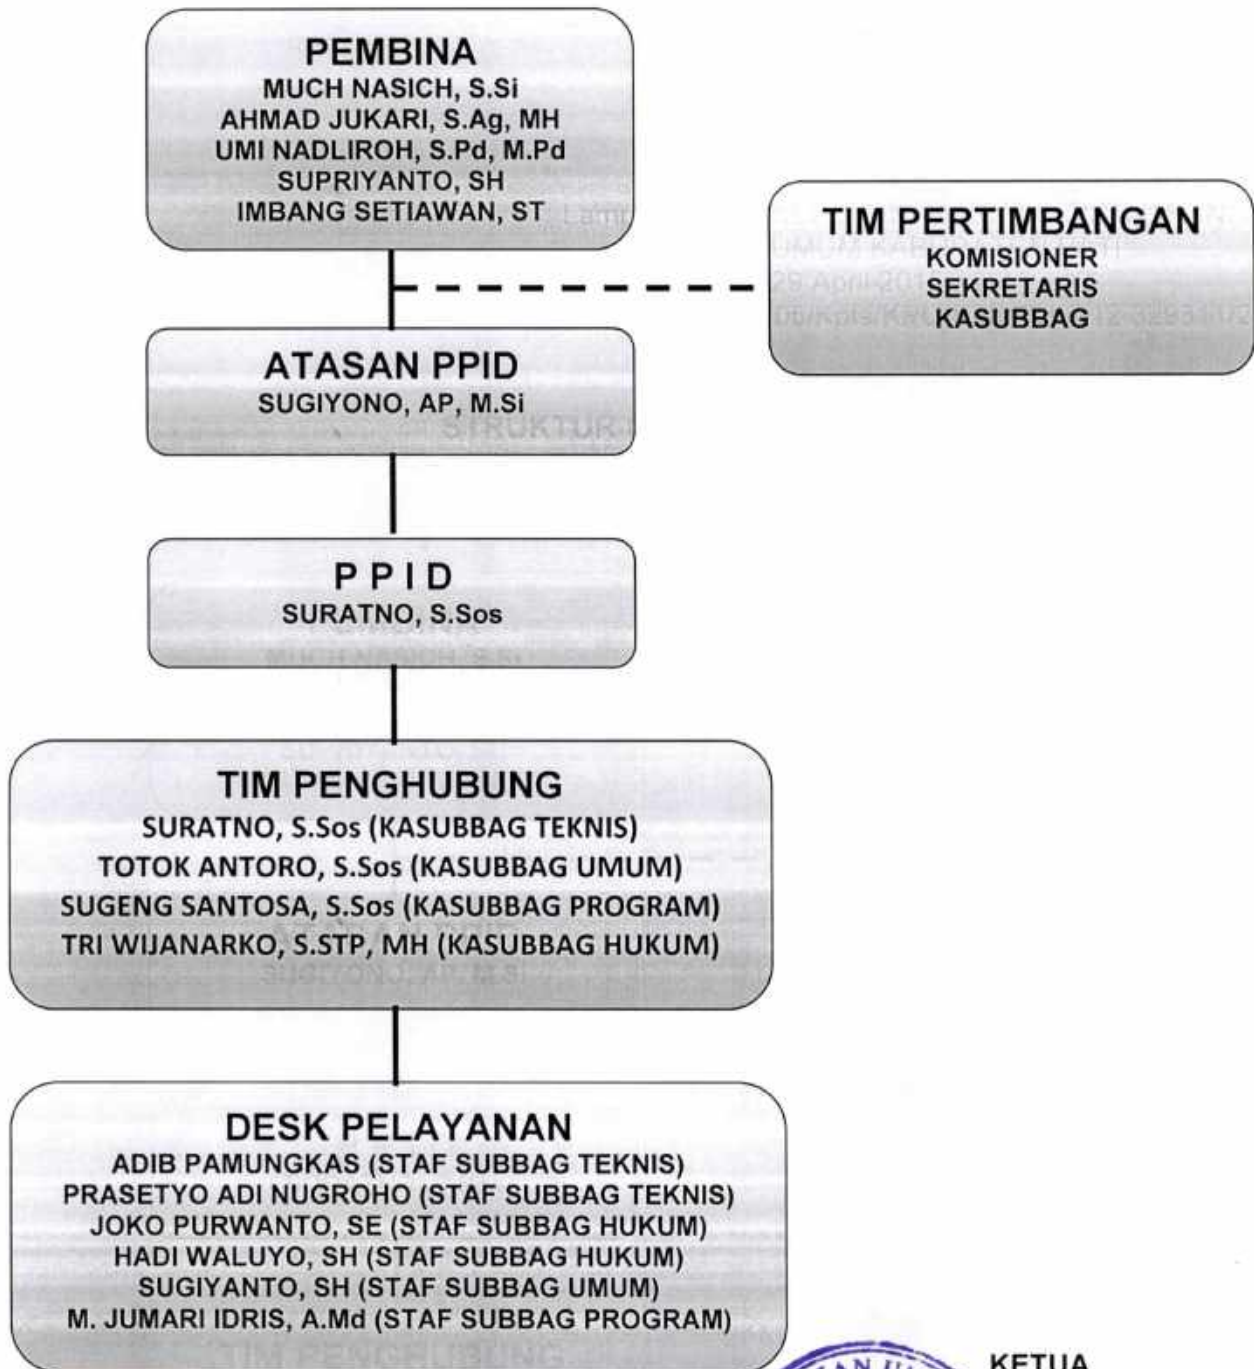 PEMBINA
MUCH NASICH, S.Si
AHMAD JUKARI, S.Ag, MH
UMI NADLIROH, S.Pd, M.Pd
SUPRIYANTO, SH
IMBANG SETIAWAN, ST
TIM PERTIMBANGAN
KOMISIONER
SEKRETARIS
KASUBBAG
ATASAN PPID
SUGIYONO, AP, M.Si
STRUKTUR
P P I D
SURATNO, S.Sos
TIM PENGHUBUNG
SURATNO, S.Sos (KASUBBAG TEKNIS)
TOTOK ANTORO, S.Sos (KASUBBAG UMUM)
SUGENG SANTOSA, S.Sos (KASUBBAG PROGRAM)
TRI WIJANARKO, S.STP, MH (KASUBBAG HUKUM)
DESK PELAYANAN
ADIB PAMUNGKAS (STAF SUBBAG TEKNIS)
PRASETYO ADI NUGROHO (STAF SUBBAG TEKNIS)
JOKO PURWANTO, SE (STAF SUBBAG HUKUM)
HADI WALUYO, SH (STAF SUBBAG HUKUM)
SUGIYANTO, SH (STAF SUBBAG UMUM)
M. JUMARI IDRIS, A.Md (STAF SUBBAG PROGRAM)
TIM PENGHUBUNG
KETUA